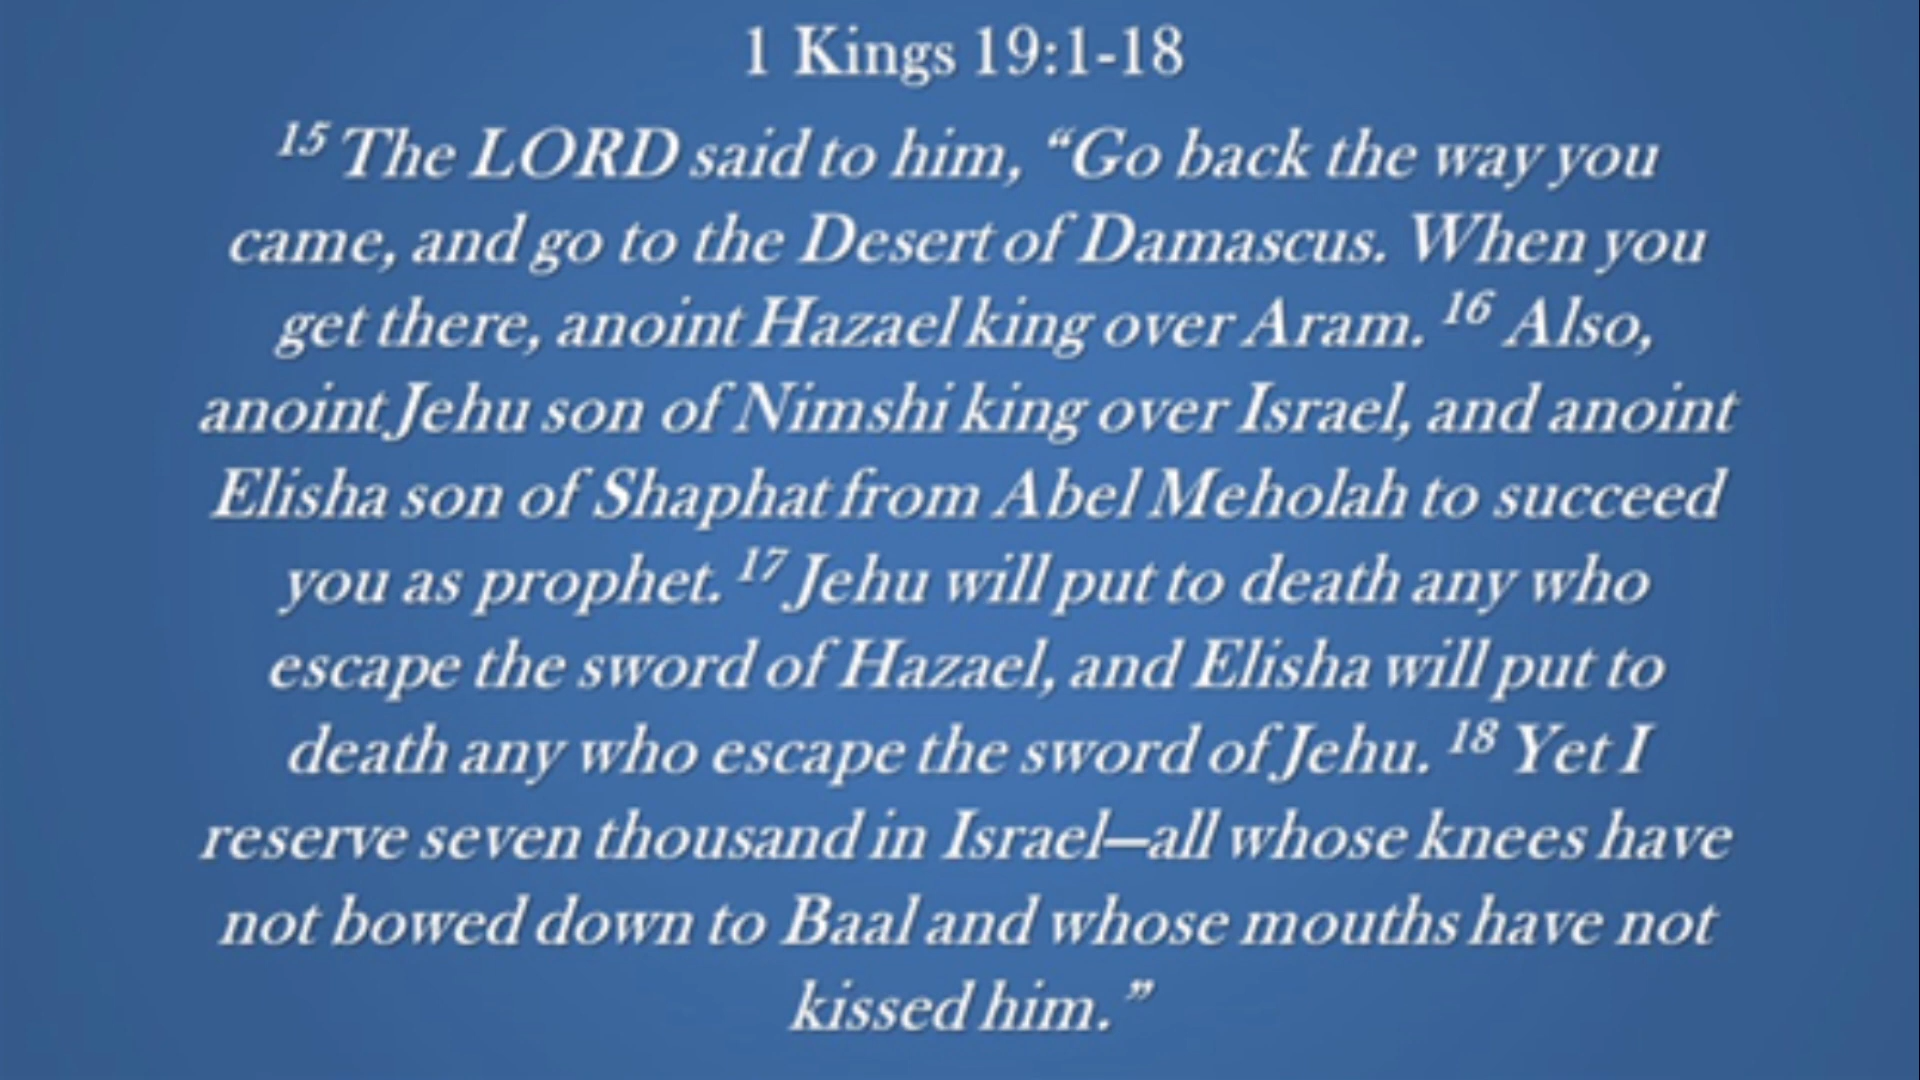 1 Kings 19:1-18
15 The LORD said to him, “Go back the way you
came, and go to the Desert of Damascus. When you
get there, anoint Hazael king over Aram. 16 Also,
anoint Jehu son of Nimshi king over Israel, and anoint
Elisha son of Shaphat from Abel Meholah to succeed
you as prophet. 17 Jehu will put to death any who
escape the sword of Hazael, and Elisha will put to
death any who escape the sword of Jehu. 18 Yet I
reserve seven thousand in Israel—all whose knees have
not bowed down to Baal and whose mouths have not
kissed him.”